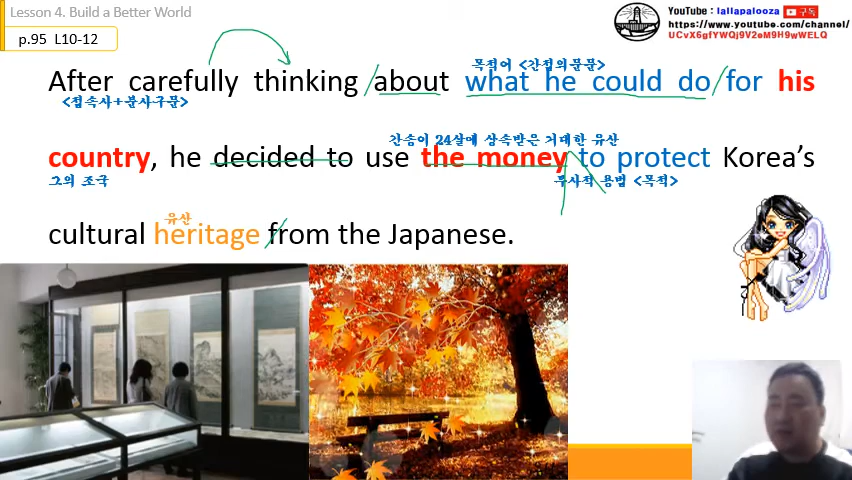 Lesson 4. Build a Better World
YouTube : lallapalooza 구독
https://www.youtube.com/channel/
UCvX6gfYWQj9V2eM9H9wWELQ
p.95 L10-12
목적어 <간접의문문>
After carefully thinking about what he could do for his
<접속사+분사구문>
간송이 24살에 상속받은 거대한 유산
country, he decided to use the money to protect Korea's
그의 조국
부사적 용법 <목적>
유산
cultural heritage from the Japanese.